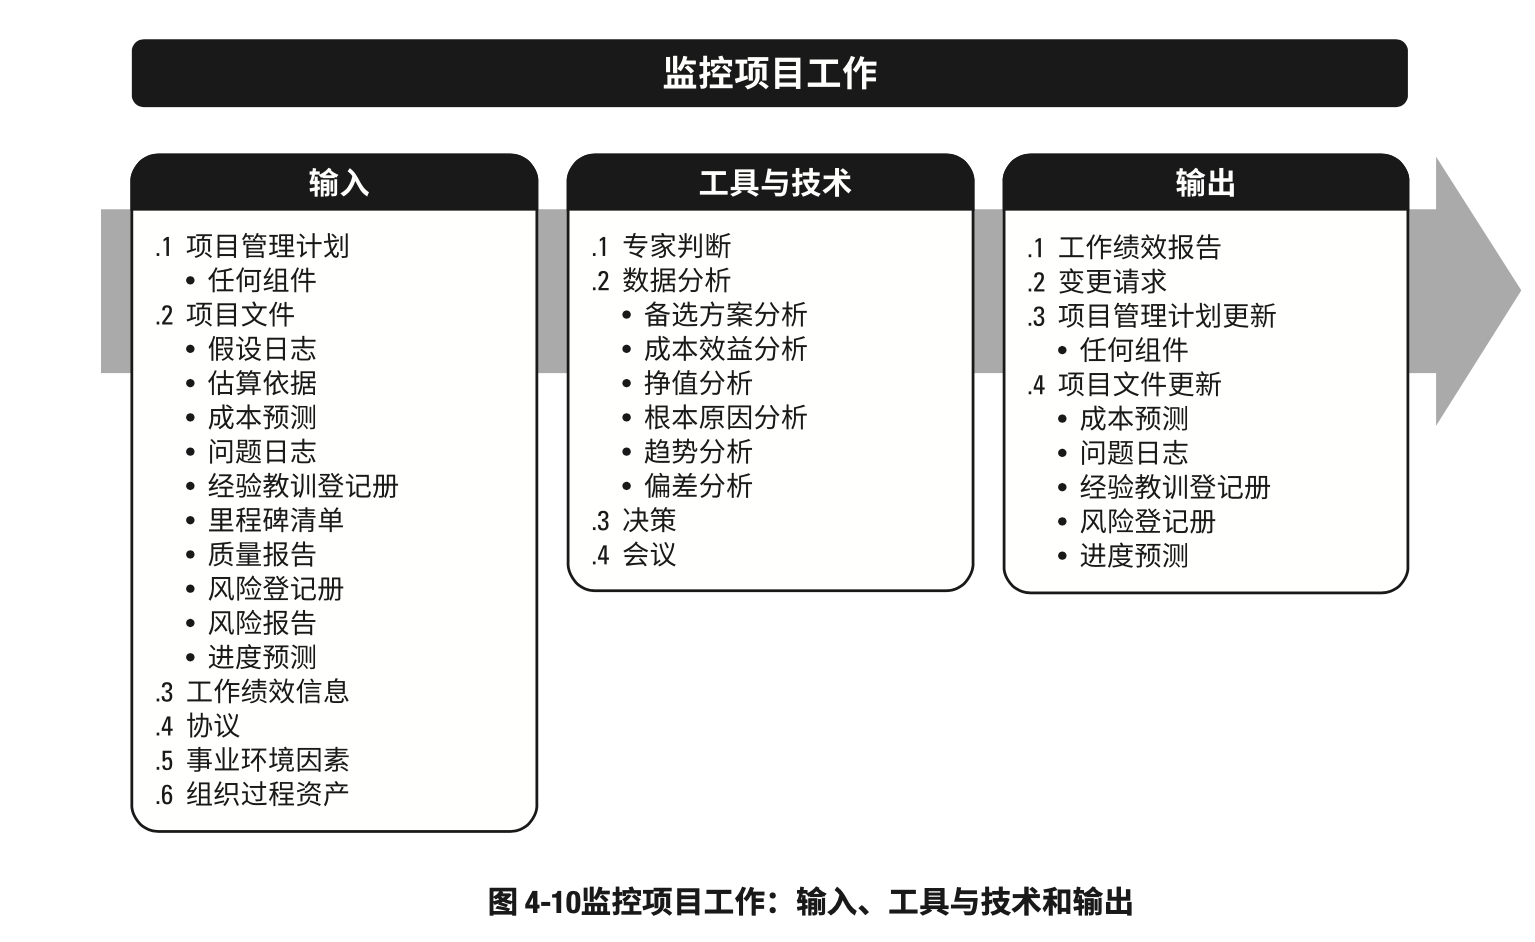 监控项目工作
输入
.1 项目管理计划
• 任何组件
.2 项目文件
• 假设日志
• 估算依据
• 成本预测
• 问题日志
• 经验教训登记册
• 里程碑清单
• 质量报告
• 风险登记册
• 风险报告
• 进度预测
.3 工作绩效信息
.4 协议
.5 事业环境因素
.6 组织过程资产
工具与技术
.1 专家判断
.2 数据分析
• 备选方案分析
• 成本效益分析
• 挣值分析
• 根本原因分析
• 趋势分析
• 偏差分析
.3 决策
.4 会议
输出
.1 工作绩效报告
.2 变更请求
.3 项目管理计划更新
• 任何组件
.4 项目文件更新
• 成本预测
• 问题日志
• 经验教训登记册
• 风险登记册
• 进度预测
图 4-10监控项目工作：输入、工具与技术和输出